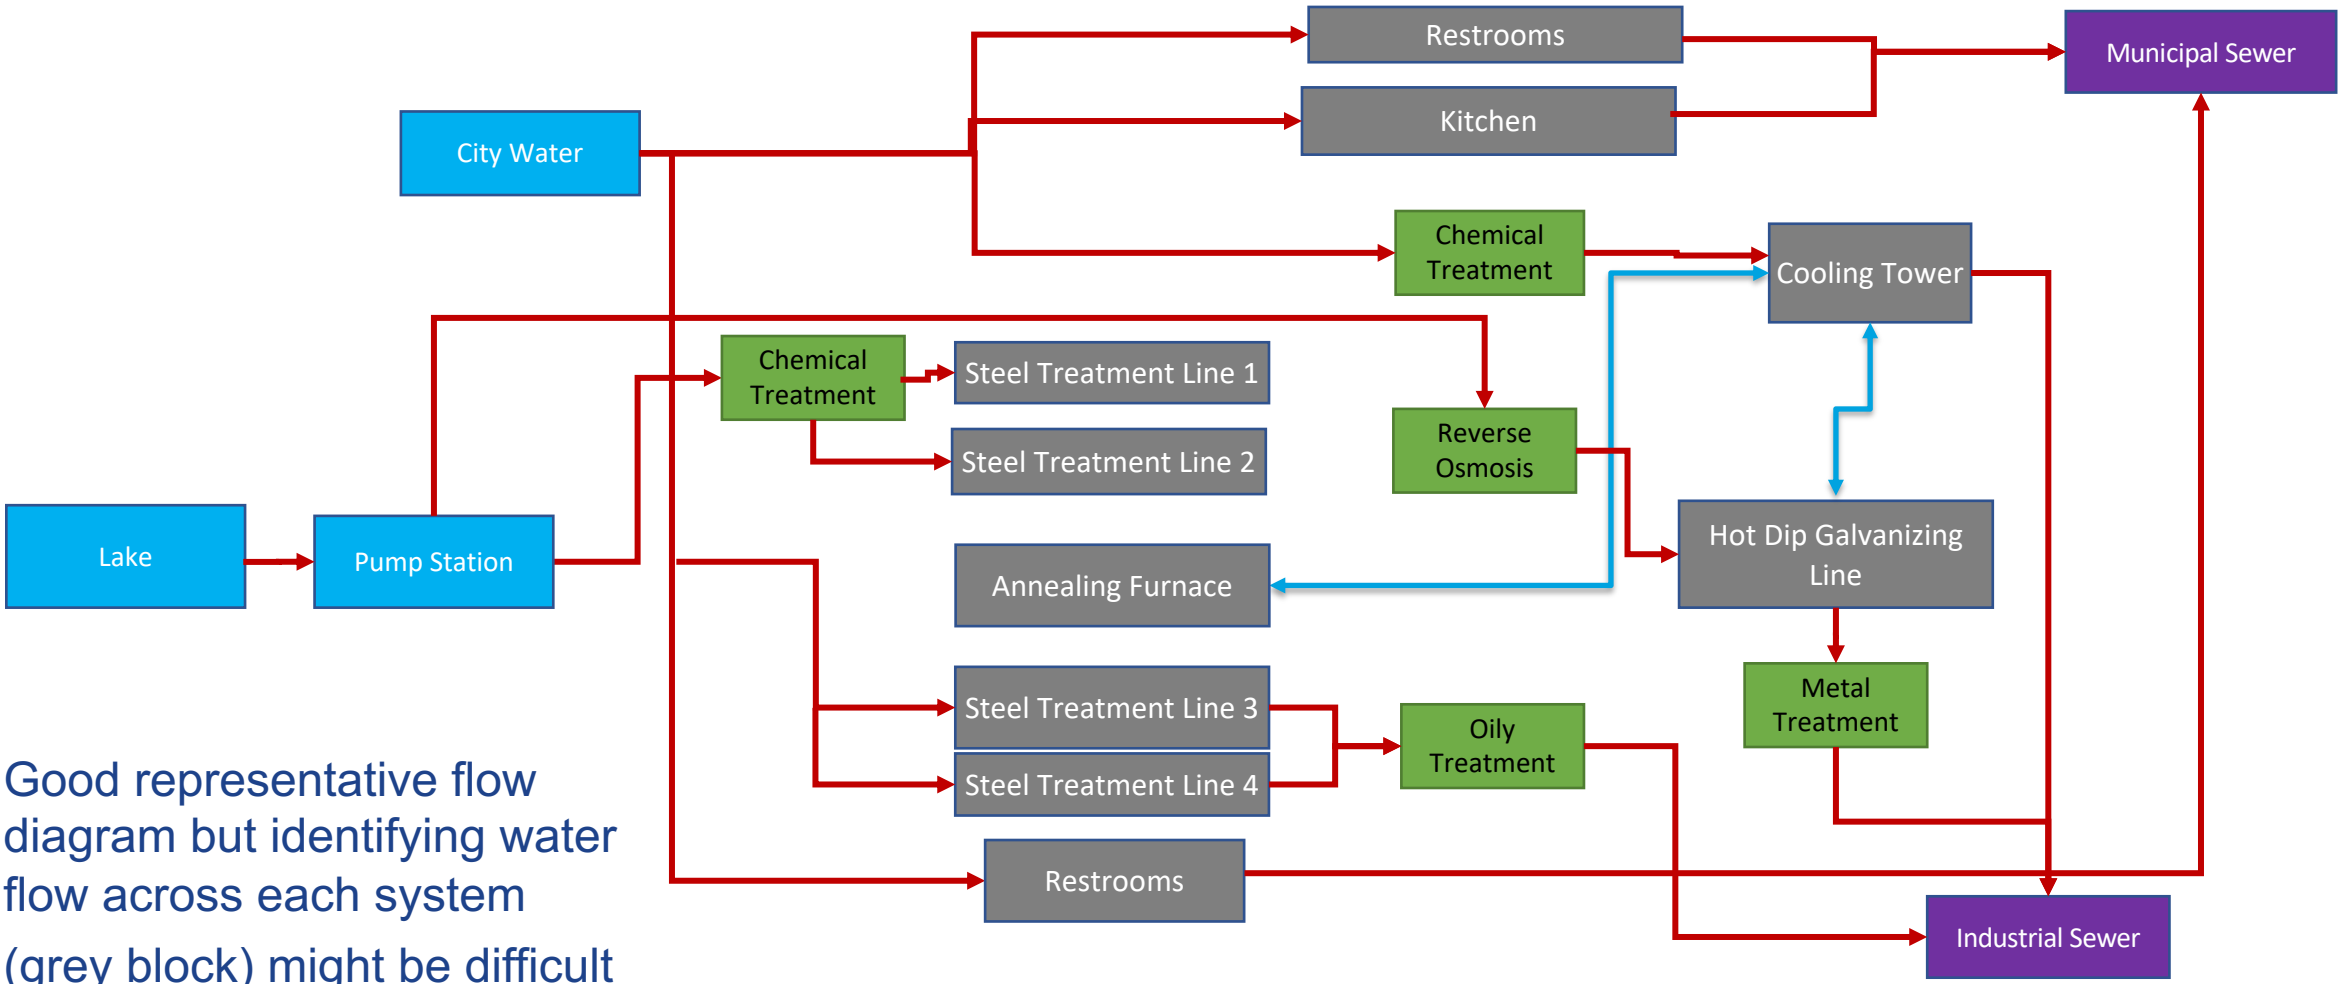 Restrooms
Municipal Sewer
Kitchen
City Water
Chemical
Treatment
Cooling Tower
Chemical
Treatment
Steel Treatment Line 1
Reverse
Osmosis
Steel Treatment Line 2
Lake
Pump Station
Hot Dip Galvanizing
Line
Annealing Furnace
Steel Treatment Line 3
Metal
Treatment
Oily
Treatment
Steel Treatment Line 4
Restrooms
Industrial Sewer
Good representative flow
diagram but identifying water
flow across each system
(grey block) might be difficult